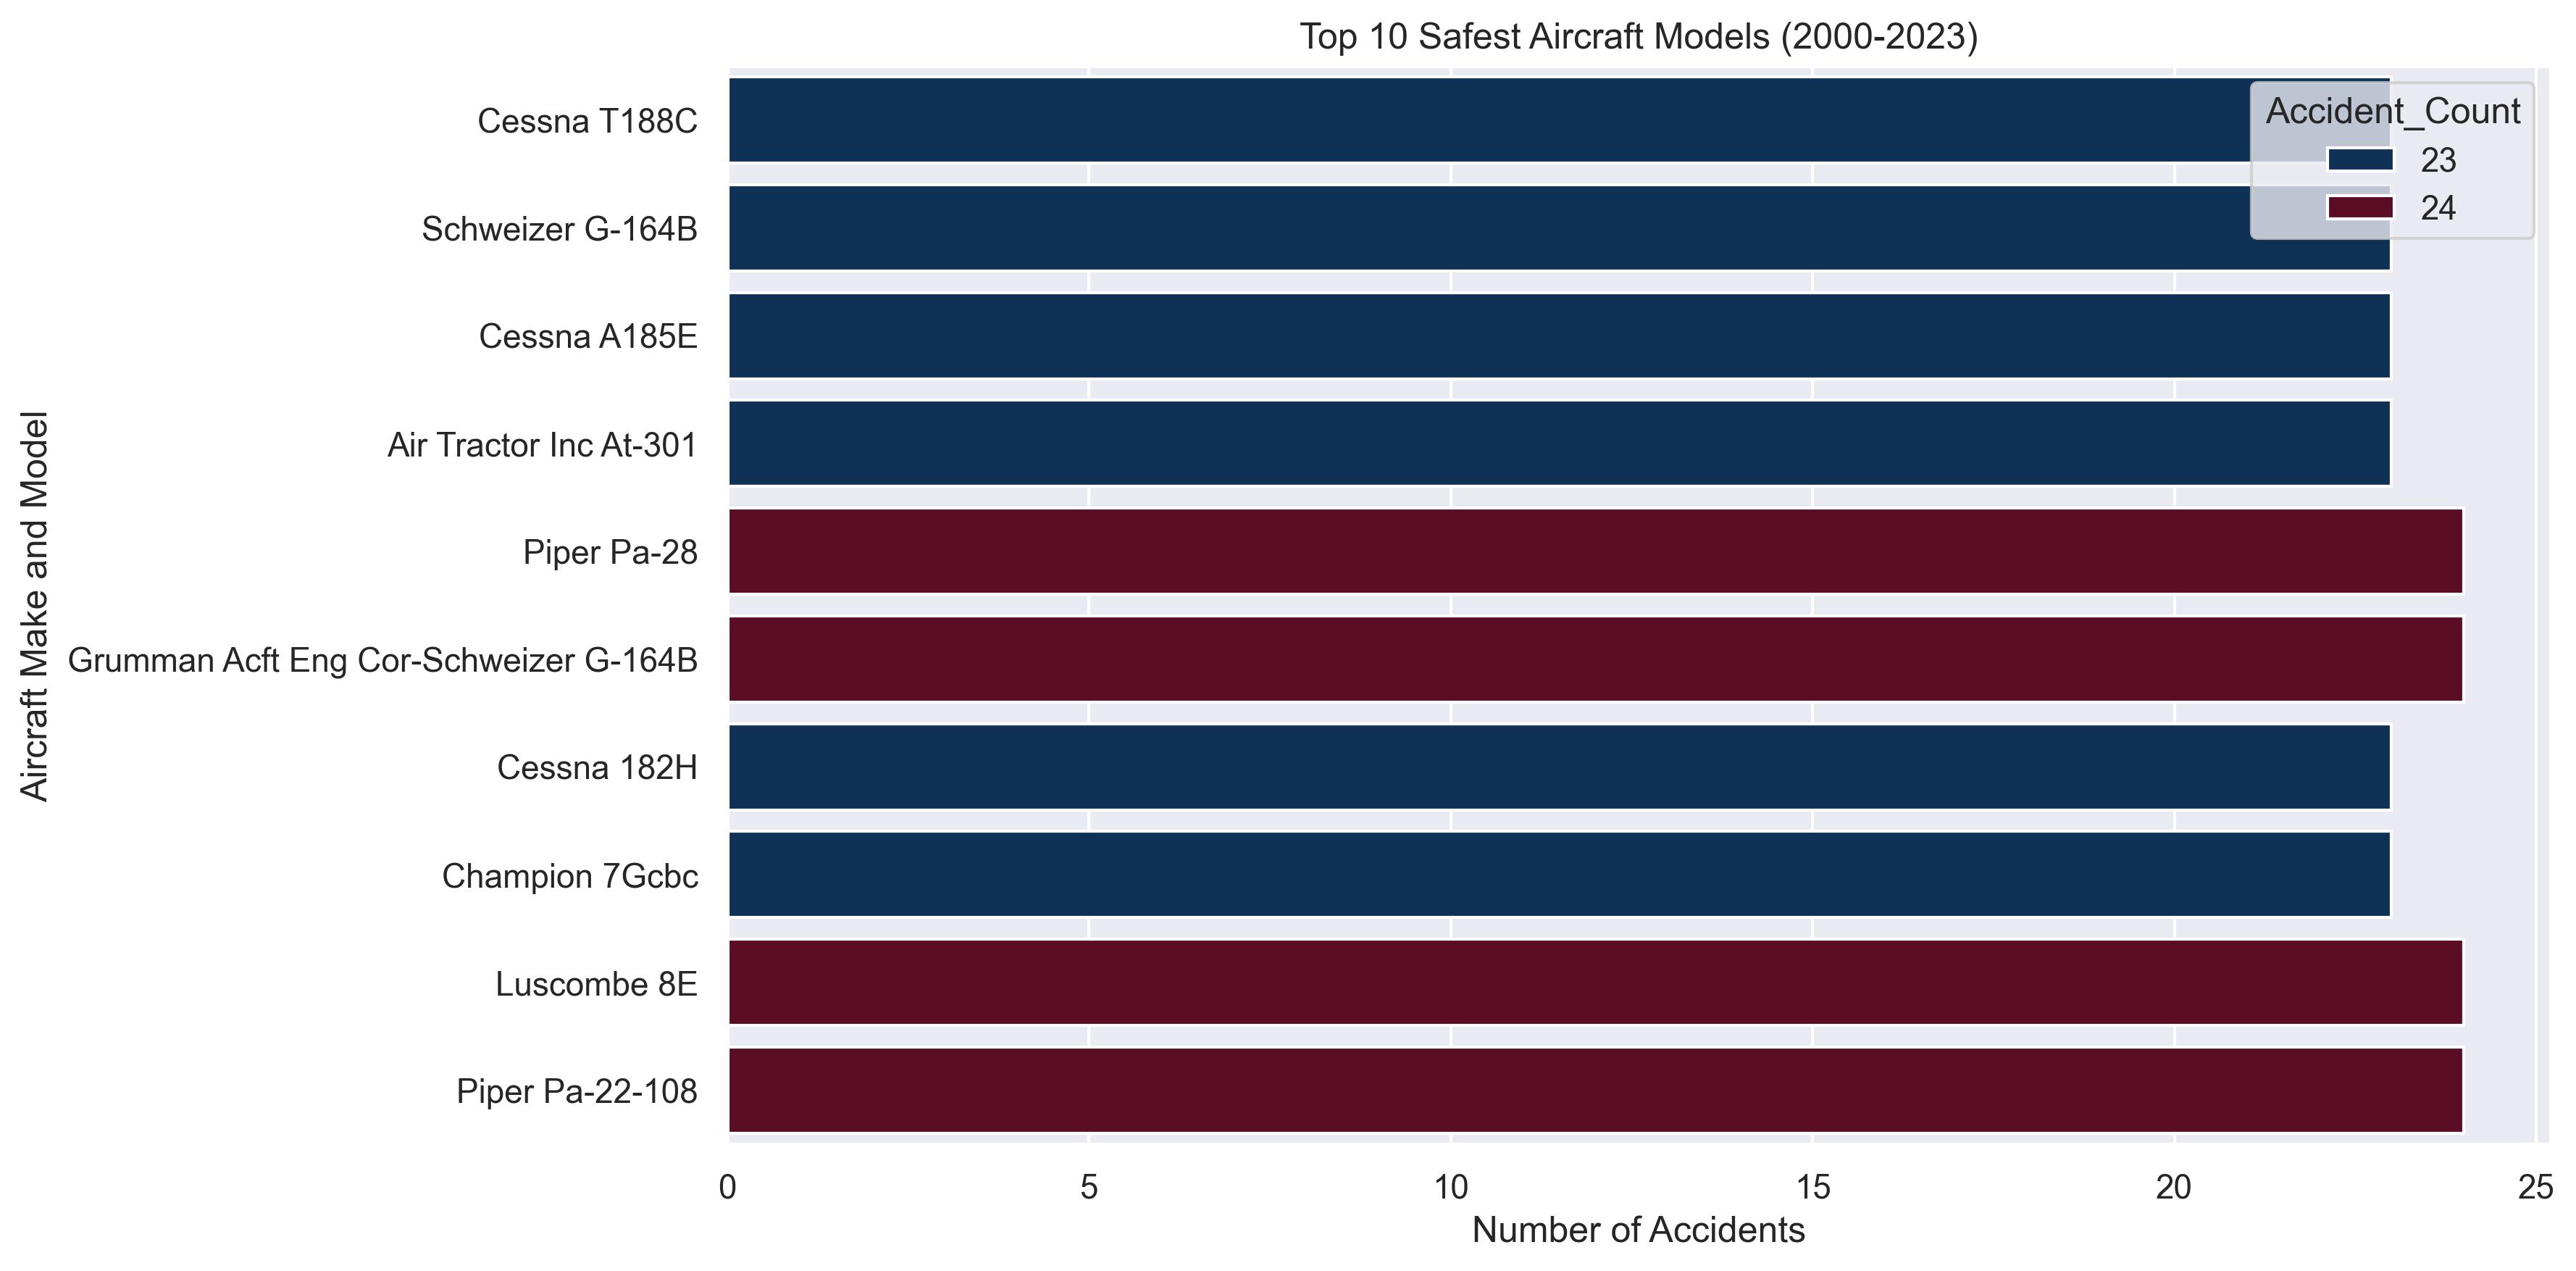 Top 10 Safest Aircraft Models (2000-2023)
Accident_Count
23
24
Aircraft Make and Model
Cessna T188C
Schweizer G-164B
Cessna A185E
Air Tractor Inc At-301
Piper Pa-28
Grumman Acft Eng Cor-Schweizer G-164B
Cessna 182H
Champion 7Gcbc
Luscombe 8E
Piper Pa-22-108
0 5 10 15 20 25
Number of Accidents